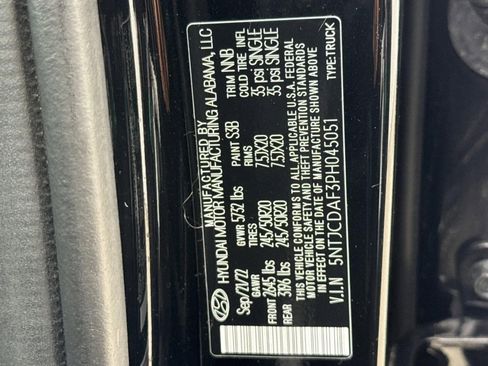 MANUFACTURED BY
HYUNDAI MOTOR MANUFACTURING ALABAMA, LLC
Sep/21/22 GVWR 5732 lbs PAINT S3B TRIM NNB
GAWR TIRES RIMS COLD TIRE INFL
FRONT 2645 lbs 245/50R20 7.5JX20 35 psi SINGLE
REAR 3196 lbs 245/50R20 7.5JX20 35 psi SINGLE
THIS VEHICLE CONFORMS TO ALL APPLICABLE U.S.A. FEDERAL
MOTOR VEHICLE SAFETY AND THEFT PREVENTION STANDARDS
IN EFFECT ON THE DATE OF MANUFACTURE SHOWN ABOVE
V.I.N 5NTJCDAF3PH045051 TYPE:TRUCK